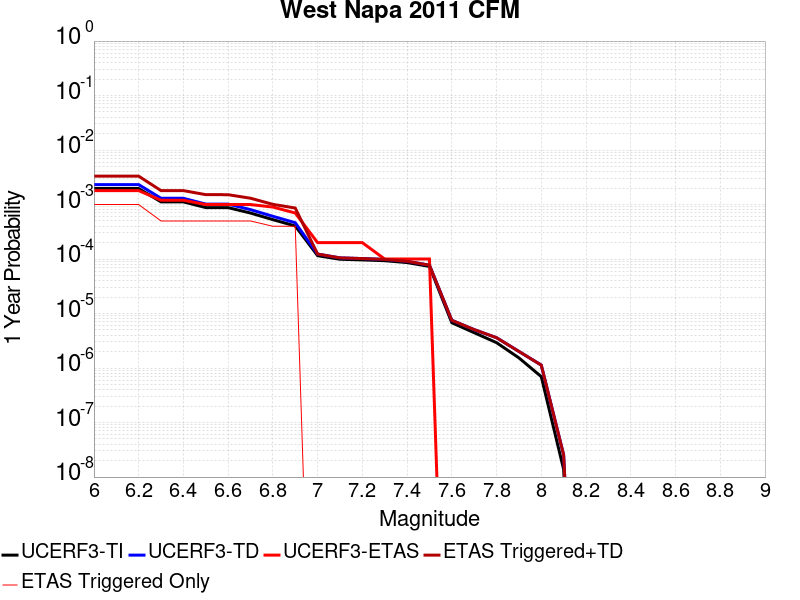 West Napa 2011 CFM
10^0
10^-1
10^-2
10^-3
10^-4
10^-5
10^-6
10^-7
10^-8
1 Year Probability
6 6.2 6.4 6.6 6.8 7 7.2 7.4 7.6 7.8 8 8.2 8.4 8.6 8.8 9
Magnitude
UCERF3-TI UCERF3-TD UCERF3-ETAS ETAS Triggered+TD
ETAS Triggered Only